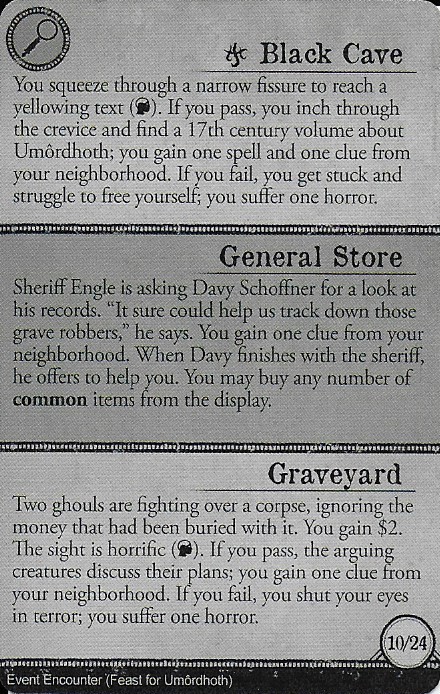 Black Cave
You squeeze through a narrow fissure to reach a
yellowing text ( ). If you pass, you inch through
the crevice and find a 17th century volume about
Umôrdhoth; you gain one spell and one clue from
your neighborhood. If you fail, you get stuck and
struggle to free yourself; you suffer one horror.
General Store
Sheriff Engle is asking Davy Schoffner for a look at
his records. “It sure could help us track down those
grave robbers,” he says. You gain one clue from your
neighborhood. When Davy finishes with the sheriff,
he offers to help you. You may buy any number of
common items from the display.
Graveyard
Two ghouls are fighting over a corpse, ignoring the
money that had been buried with it. You gain $2.
The sight is horrific ( ). If you pass, the arguing
creatures discuss their plans; you gain one clue from
your neighborhood. If you fail, you shut your eyes
in terror; you suffer one horror.
10/24
Event Encounter (Feast for Umôrdhoth)